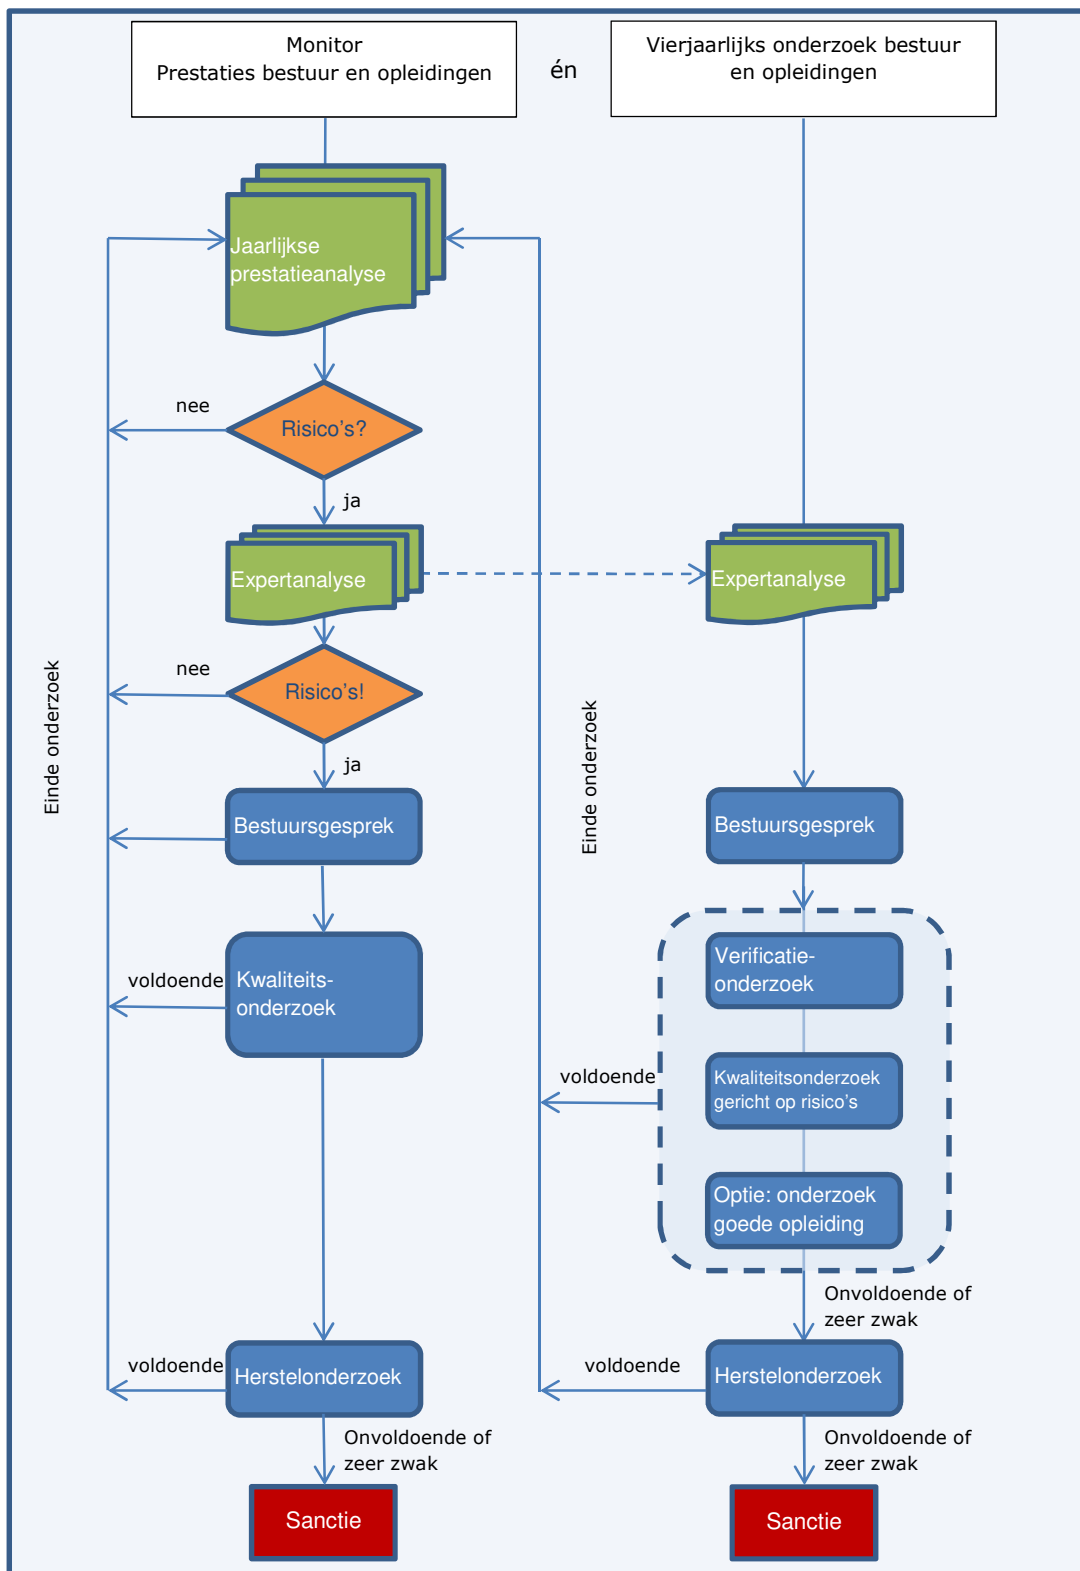 Monitor
Prestaties bestuur en opleidingen
én
Vierjaarlijks onderzoek bestuur
en opleidingen
Jaarlijkse
prestatieanalyse
nee
Risico's?
ja
Expertanalyse
Expertanalyse
nee
Risico's!
ja
Einde onderzoek
Einde onderzoek
Bestuursgesprek
Bestuursgesprek
voldoende
Kwaliteits-
onderzoek
Verificatie-
onderzoek
voldoende
Kwaliteitsonderzoek
gericht op risico's
Optie: onderzoek
goede opleiding
Onvoldoende of
zeer zwak
voldoende
Herstelonderzoek
voldoende
Herstelonderzoek
Onvoldoende of
zeer zwak
Onvoldoende of
zeer zwak
Sanctie
Sanctie